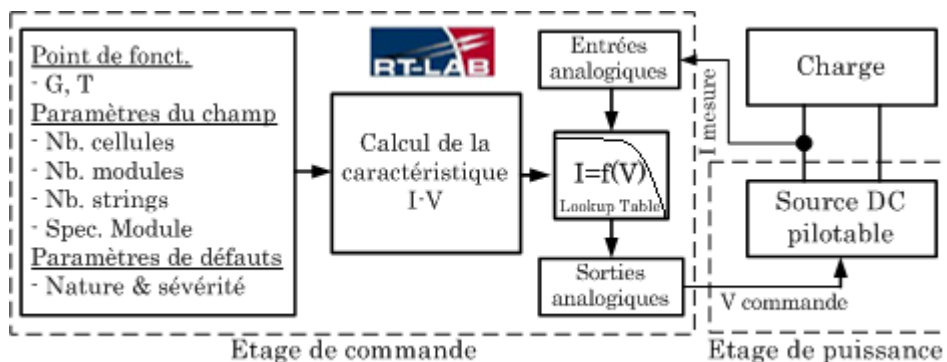 Point de fonct.
- G, T
Paramètres du champ
- Nb. cellules
- Nb. modules
- Nb. strings
- Spec. Module
Paramètres de défauts
- Nature & sévérité
RT-LAB
Calcul de la
caractéristique
I-V
Entrées
analogiques
I=f(V)
Lookup Table
Sorties
analogiques
I mesure
Charge
Source DC
pilotable
V commande
Etage de commande
Etage de puissance